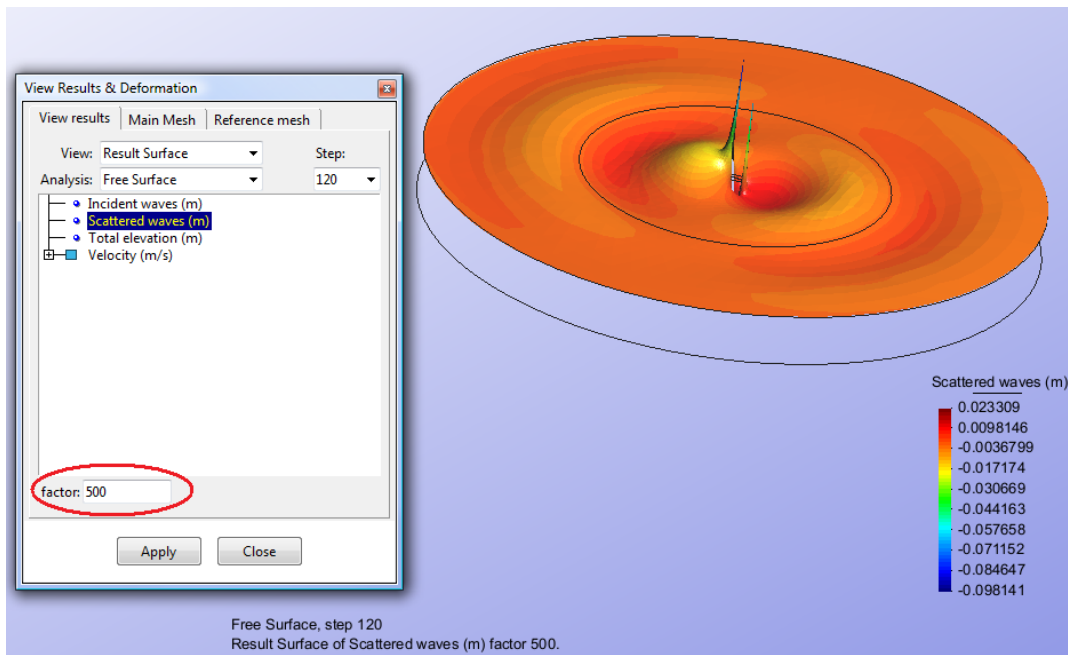 View Results & Deformation
View results Main Mesh Reference mesh
View: Result Surface Step:
Analysis: Free Surface 120
Incident waves (m)
Scattered waves (m)
Total elevation (m)
Velocity (m/s)
factor: 500
Apply Close
Scattered waves (m)
0.023309
0.0098146
-0.0036799
-0.017174
-0.030669
-0.044163
-0.057658
-0.071152
-0.084647
-0.098141
Free Surface, step 120
Result Surface of Scattered waves (m) factor 500.